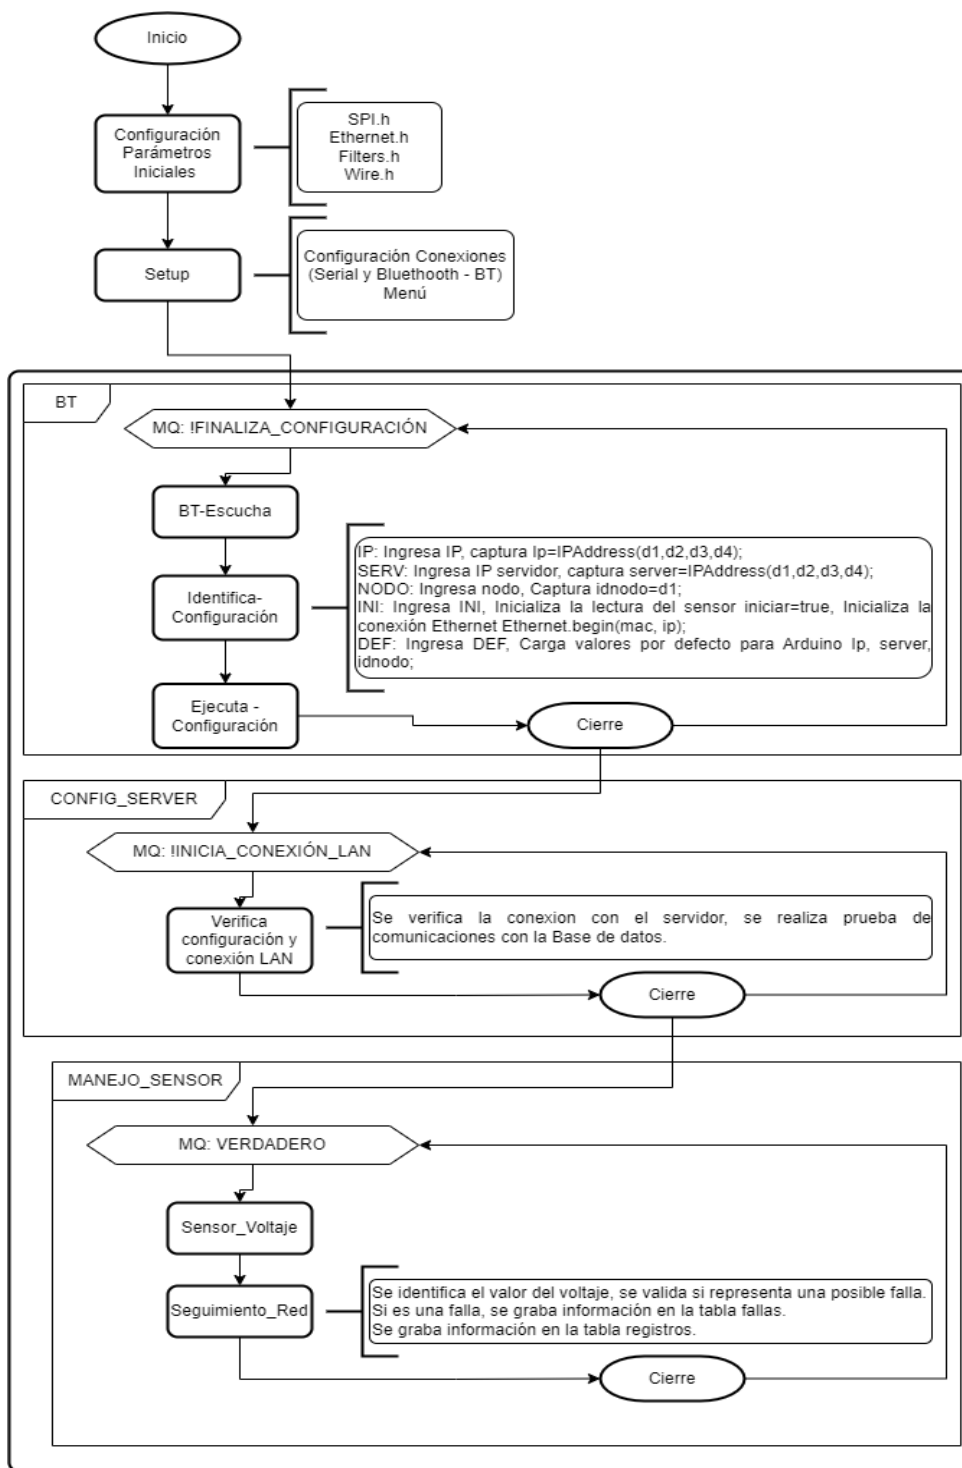 Inicio
Configuración
Parámetros
Iniciales
SPI.h
Ethernet.h
Filters.h
Wire.h
Setup
Configuración Conexiones
(Serial y Bluethooth - BT)
Menú
BT
MQ: !FINALIZA_CONFIGURACIÓN
BT-Escucha
Identifica-
Configuración
IP: Ingresa IP, captura Ip=IPAddress(d1,d2,d3,d4);
SERV: Ingresa IP servidor, captura server=IPAddress(d1,d2,d3,d4);
NODO: Ingresa nodo, Captura idnodo=d1;
INI: Ingresa INI, Inicializa la lectura del sensor iniciar=true, Inicializa la
conexión Ethernet Ethernet.begin(mac, ip);
DEF: Ingresa DEF, Carga valores por defecto para Arduino Ip, server,
idnodo;
Ejecuta -
Configuración
Cierre
CONFIG_SERVER
MQ: !INICIA_CONEXIÓN_LAN
Verifica
configuración y
conexión LAN
Se verifica la conexion con el servidor, se realiza prueba de
comunicaciones con la Base de datos.
Cierre
MANEJO_SENSOR
MQ: VERDADERO
Sensor_Voltaje
Seguimiento_Red
Se identifica el valor del voltaje, se valida si representa una posible falla.
Si es una falla, se graba información en la tabla fallas.
Se graba información en la tabla registros.
Cierre